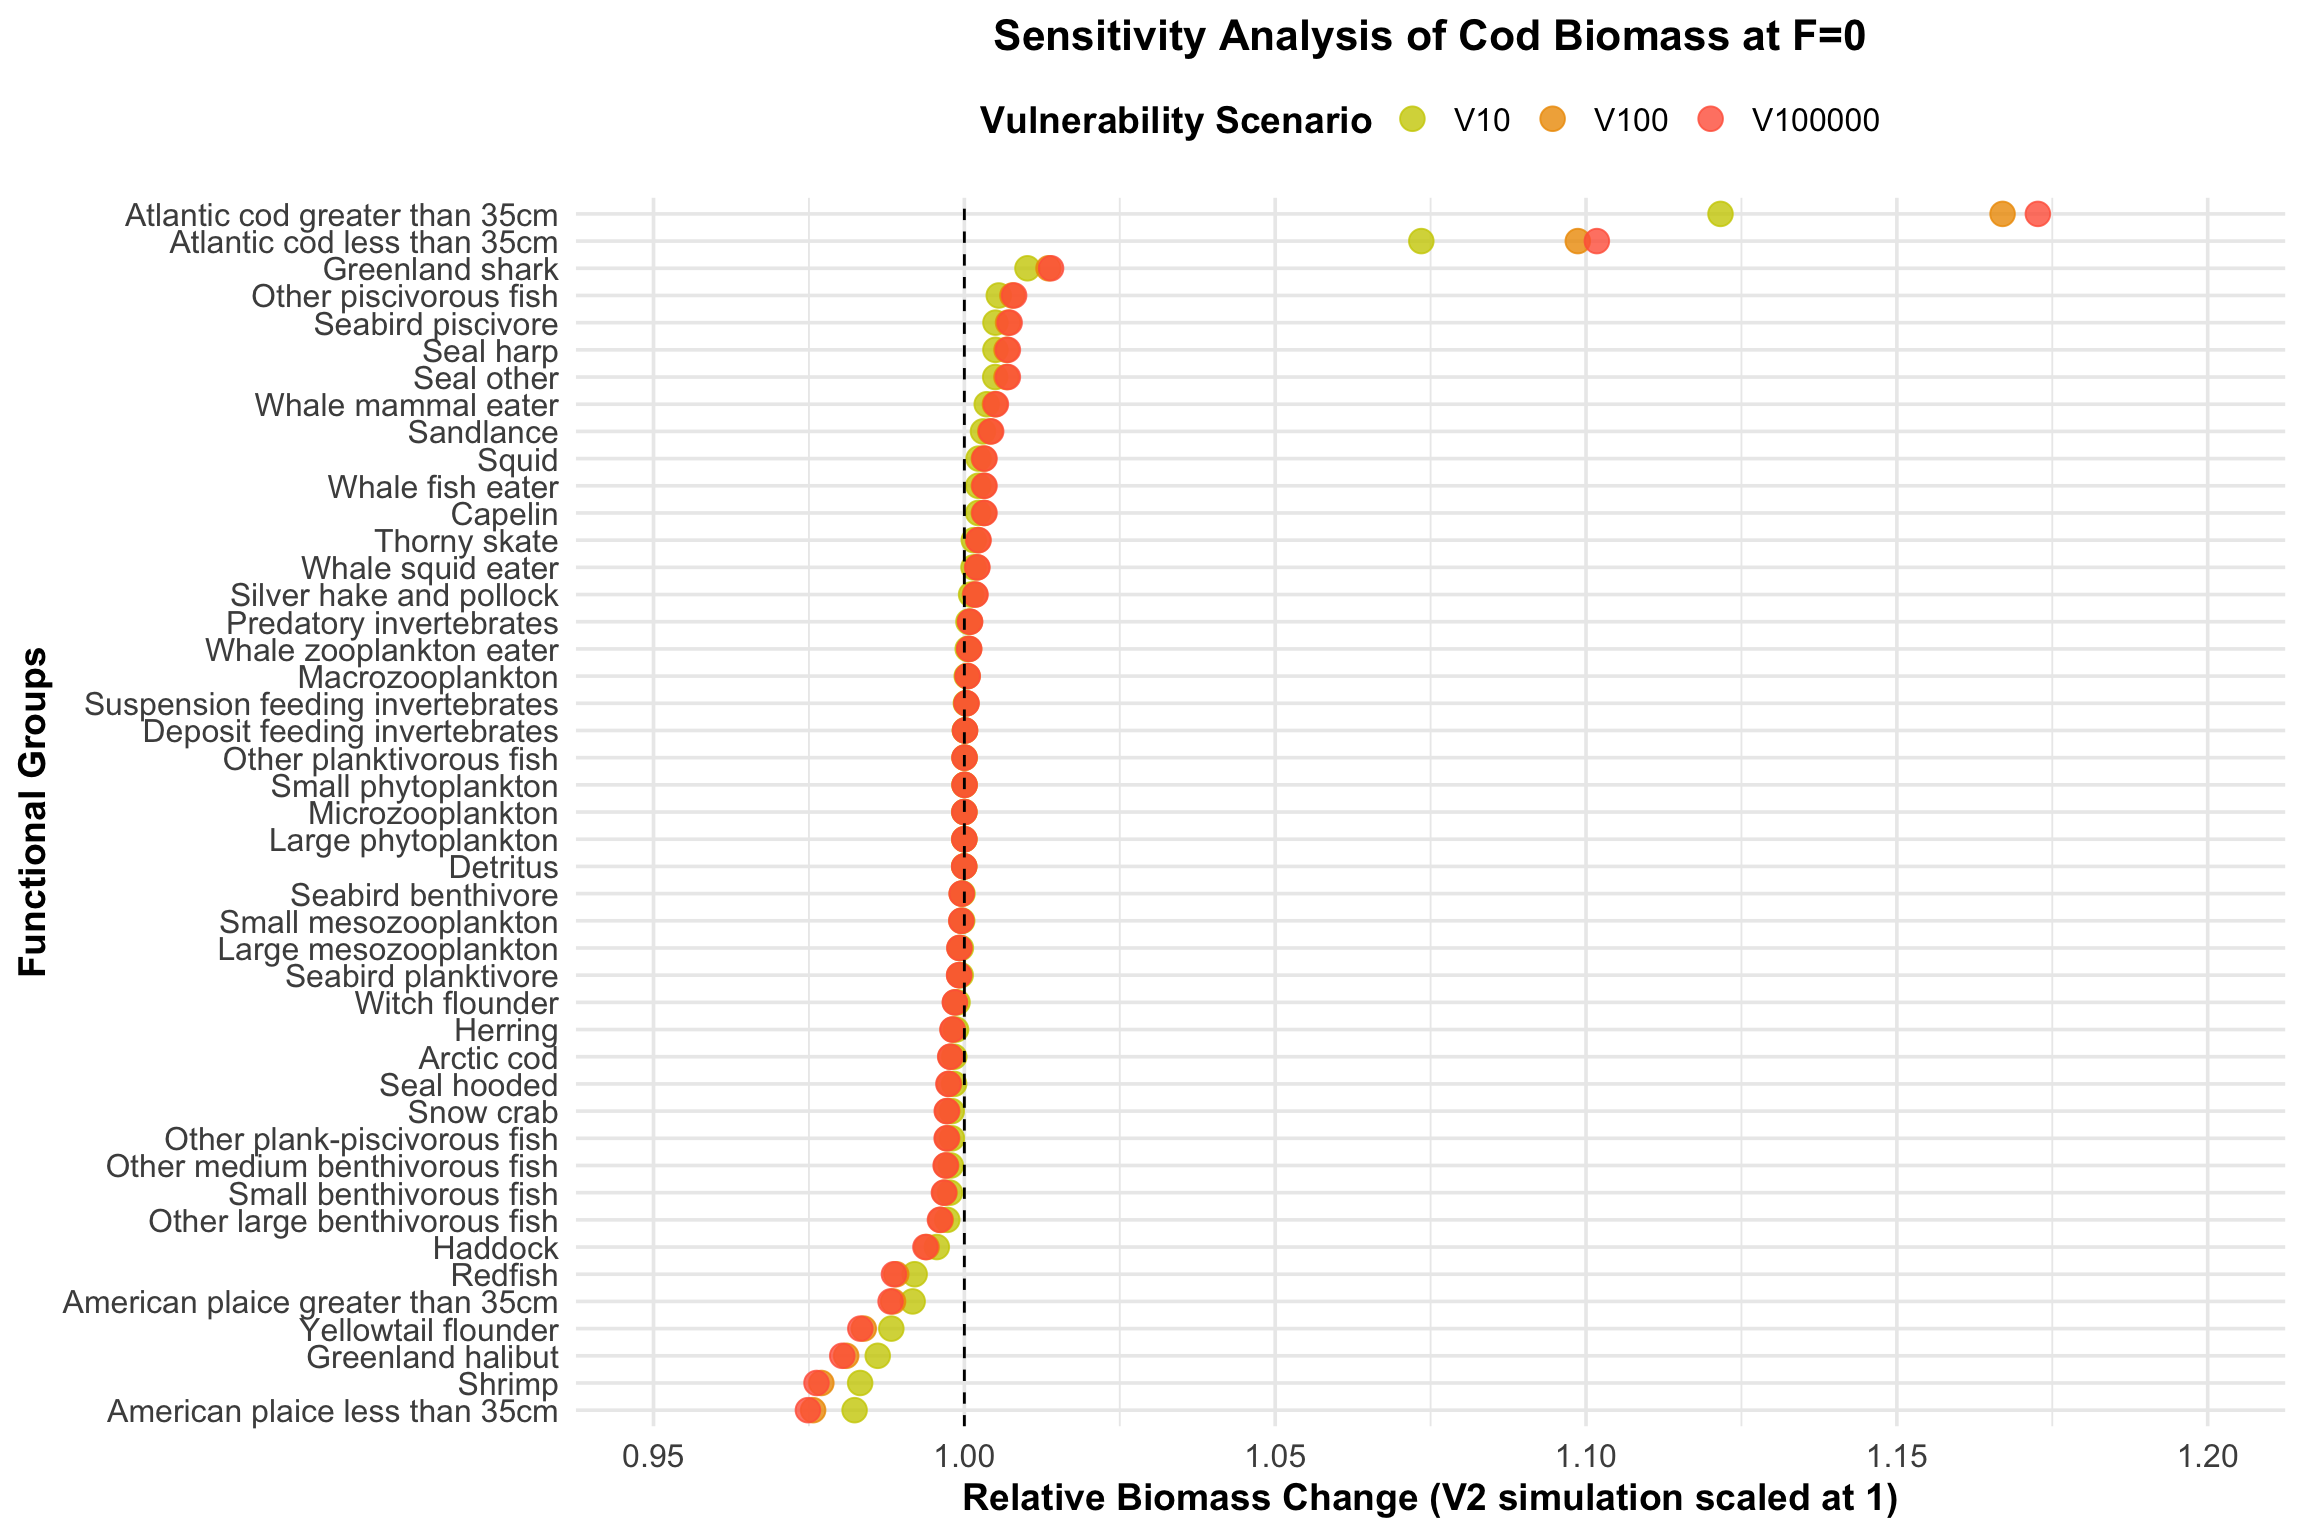 Sensitivity Analysis of Cod Biomass at F=0
Vulnerability Scenario V10 V100 V100000
Atlantic cod greater than 35cm
Atlantic cod less than 35cm
Greenland shark
Other piscivorous fish
Seabird piscivore
Seal harp
Seal other
Whale mammal eater
Sandlance
Squid
Whale fish eater
Capelin
Thorny skate
Whale squid eater
Silver hake and pollock
Predatory invertebrates
Whale zooplankton eater
Macrozooplankton
Suspension feeding invertebrates
Deposit feeding invertebrates
Other planktivorous fish
Small phytoplankton
Microzooplankton
Large phytoplankton
Detritus
Seabird benthivore
Small mesozooplankton
Large mesozooplankton
Seabird planktivore
Witch flounder
Herring
Arctic cod
Seal hooded
Snow crab
Other plank-piscivorous fish
Other medium benthivorous fish
Small benthivorous fish
Other large benthivorous fish
Haddock
Redfish
American plaice greater than 35cm
Yellowtail flounder
Greenland halibut
Shrimp
American plaice less than 35cm
Functional Groups
0.95 1.00 1.05 1.10 1.15 1.20
Relative Biomass Change (V2 simulation scaled at 1)